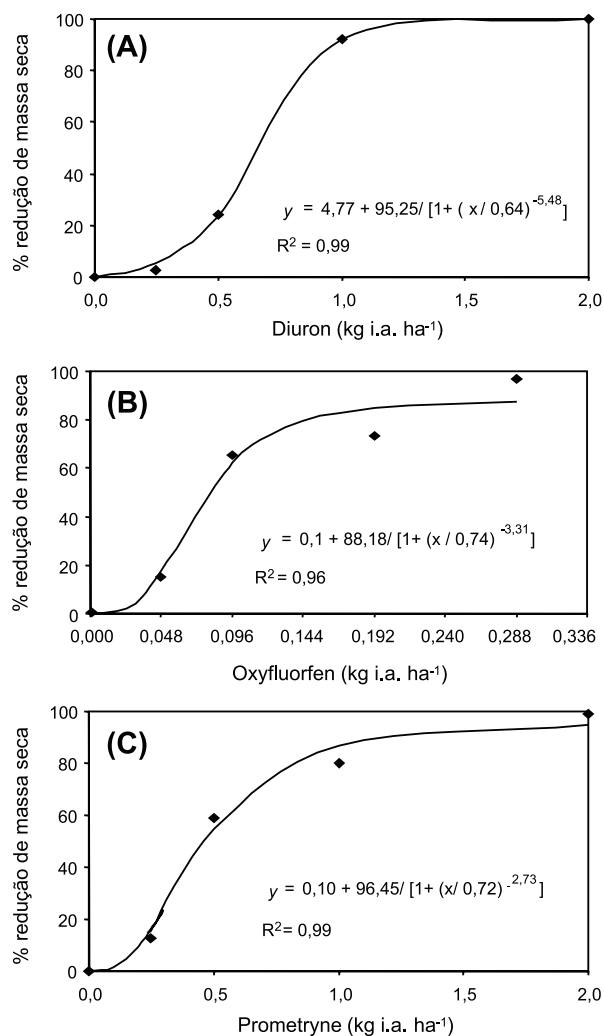 (A)
% redução de massa seca
100
80
60
40
20
0
y = 4,77 + 95,25/ [1+ ( x / 0,64) -5,48]
R² = 0,99
0,0 0,5 1,0 1,5 2,0
Diuron (kg i.a. ha-1)
(B)
% redução de massa seca
100
80
60
40
20
0
y = 0,1 + 88,18/ [1+ (x / 0,74) -3,31]
R² = 0,96
0,000 0,048 0,096 0,144 0,192 0,240 0,288 0,336
Oxyfluorfen (kg i.a. ha-1)
(C)
% redução de massa seca
100
80
60
40
20
0
y = 0,10 + 96,45/ [1+ (x/ 0,72) -2,73]
R² = 0,99
0,0 0,5 1,0 2,0
Prometryne (kg i.a. ha-1)